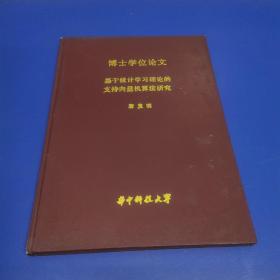 博士学位论文
基于统计学习理论的
支持向量机算法研究
华中科技大学